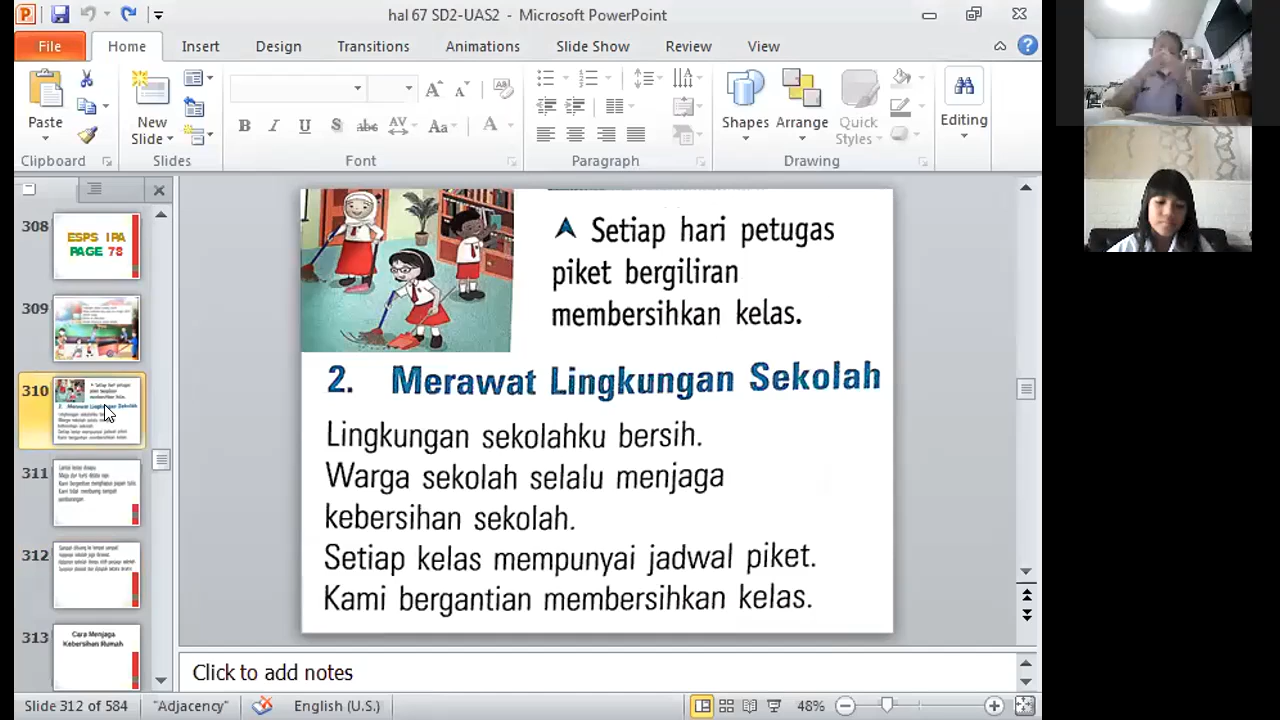 hal 67 SD2-UAS2 - Microsoft PowerPoint
File Home Insert Design Transitions Animations Slide Show Review View
Paste
New Slide
Shapes Arrange Quick Styles
Editing
Clipboard Slides Font Paragraph Drawing
308
ESPS IPA
PAGE 78
309
310
311
312
313
Cara Menjaga
Kebersihan Rumah
Setiap hari petugas
piket bergiliran
membersihkan kelas.
2. Merawat Lingkungan Sekolah
Lingkungan sekolahku bersih.
Warga sekolah selalu menjaga
kebersihan sekolah.
Setiap kelas mempunyai jadwal piket.
Kami bergantian membersihkan kelas.
Click to add notes
Slide 312 of 584 "Adjacency" English (U.S.) 48%